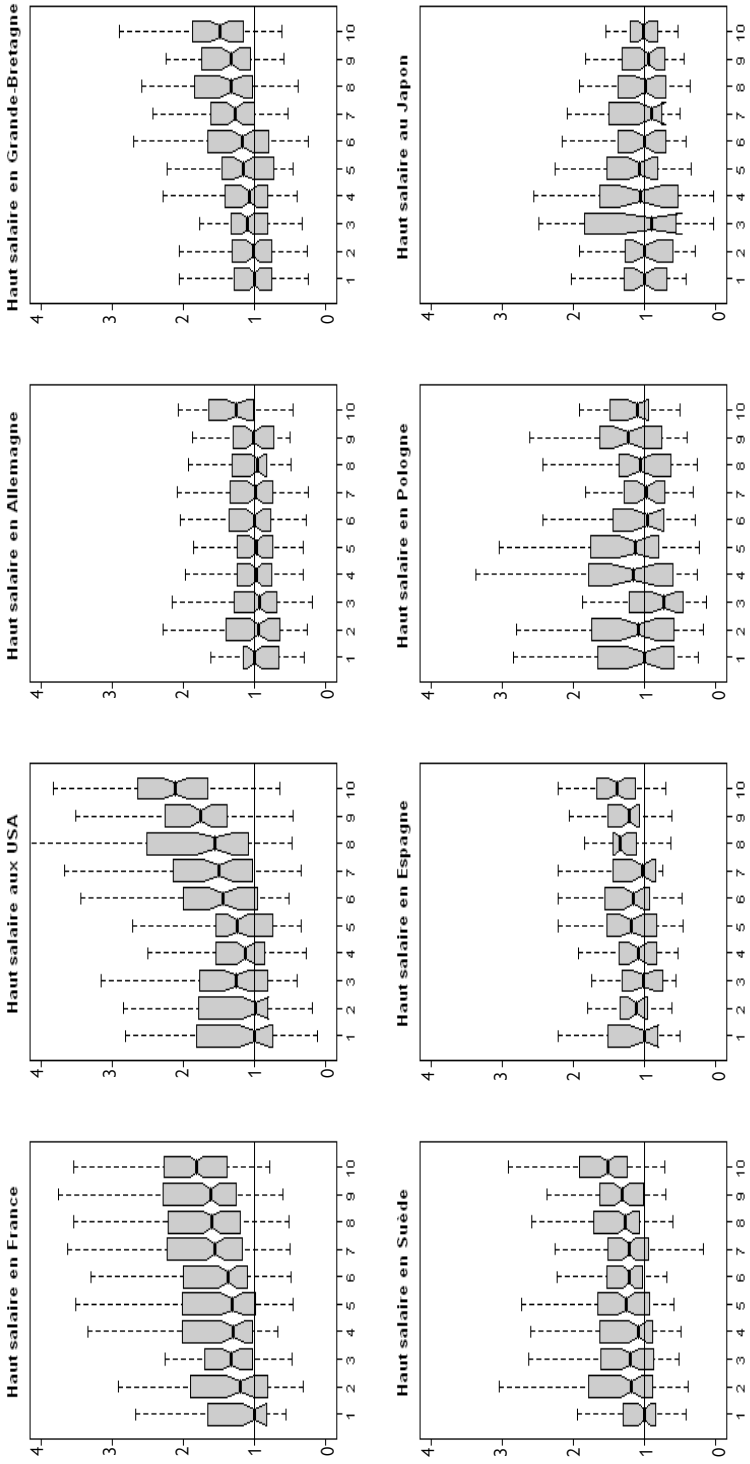 Haut salaire en France
4
3
2
1
0
1 2 3 4 5 6 7 8 9 10
Haut salaire aux USA
4
3
2
1
0
1 2 3 4 5 6 7 8 9 10
Haut salaire en Allemagne
4
3
2
1
0
1 2 3 4 5 6 7 8 9 10
Haut salaire en Grande-Bretagne
4
3
2
1
0
1 2 3 4 5 6 7 8 9 10
Haut salaire en Suède
4
3
2
1
0
1 2 3 4 5 6 7 8 9 10
Haut salaire en Espagne
4
3
2
1
0
1 2 3 4 5 6 7 8 9 10
Haut salaire en Pologne
4
3
2
1
0
1 2 3 4 5 6 7 8 9 10
Haut salaire au Japon
4
3
2
1
0
1 2 3 4 5 6 7 8 9 10